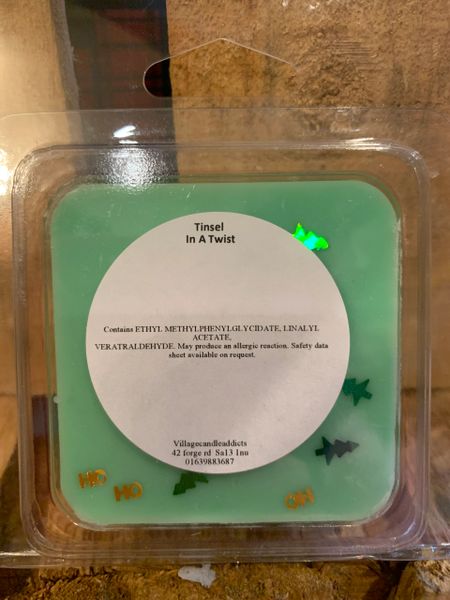 Tinsel
In A Twist
Contains ETHYL METHYLPHENYLGLYCIDATE, LINALYL
ACETATE,
VERATRALDEHYDE. May produce an allergic reaction. Safety data
sheet available on request.
Villagecandleaddicts
42 forge rd Sa13 1nu
01639883687
HO
HO
HO